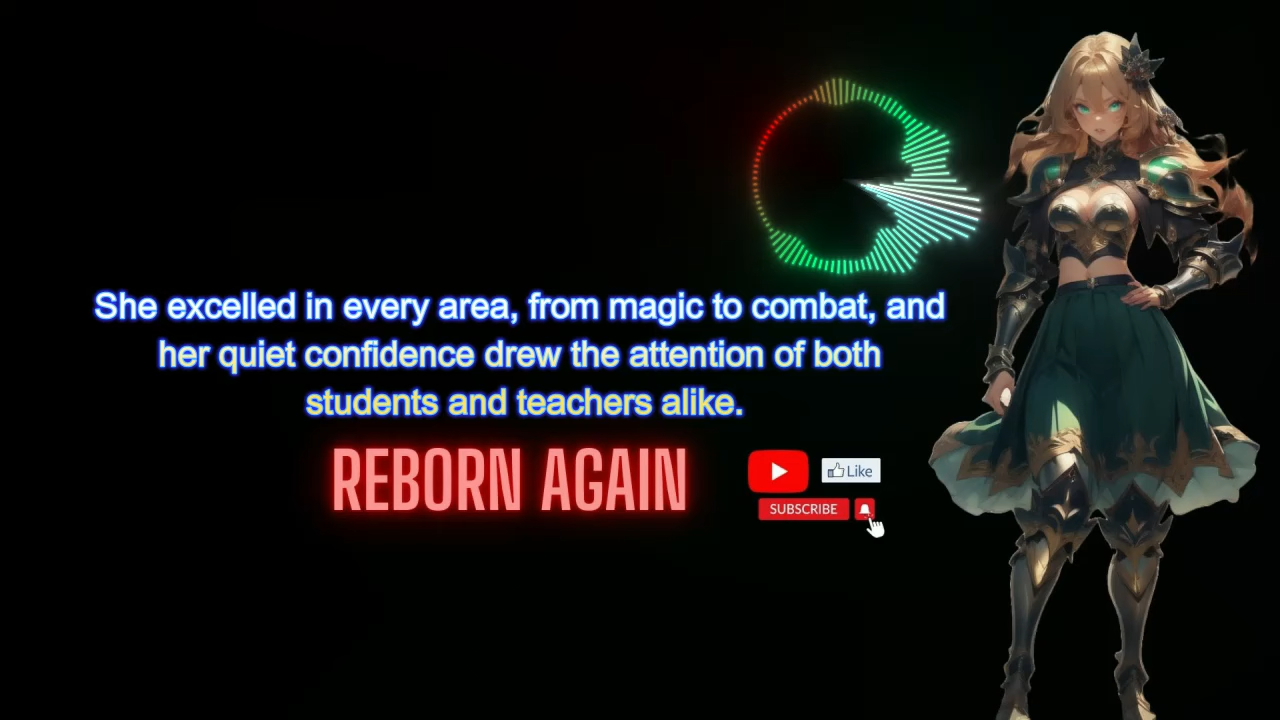 She excelled in every area, from magic to combat, and
her quiet confidence drew the attention of both
students and teachers alike.
REBORN AGAIN
Like
SUBSCRIBE